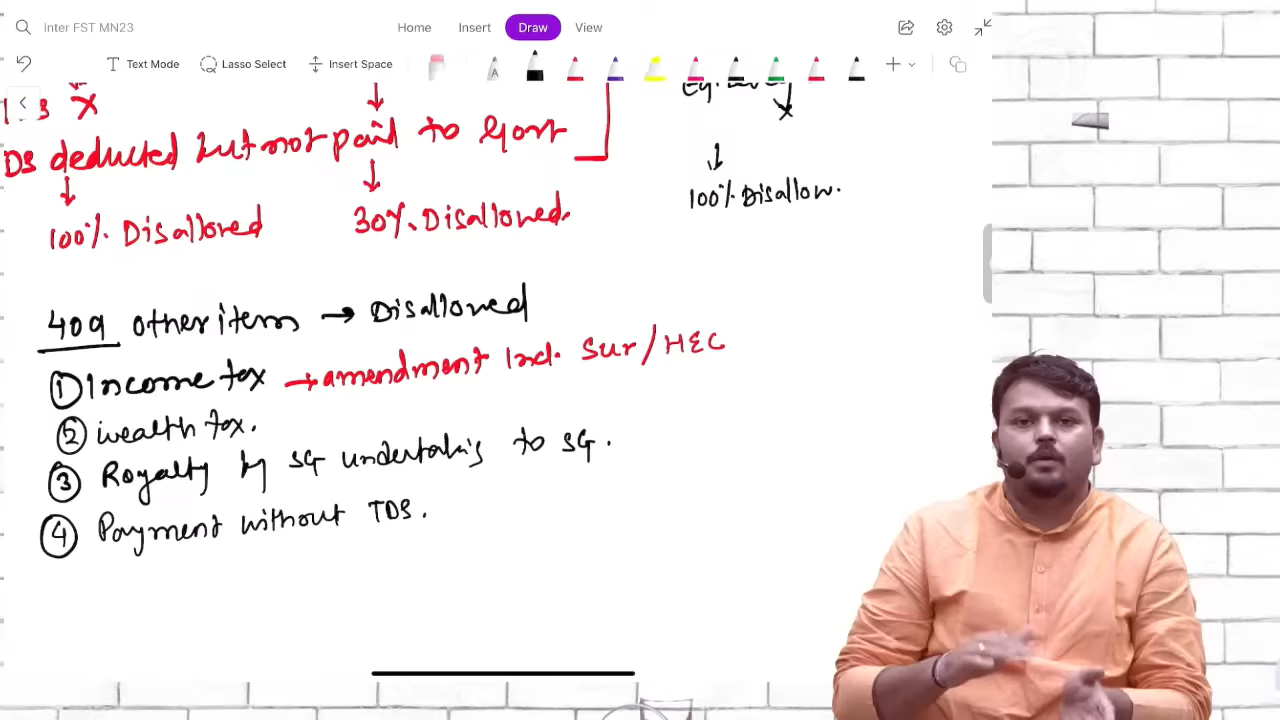 Inter FST MN23
Home Insert Draw View
Text Mode Lasso Select Insert Space
DS deducted but not paid to Govt
100% Disallowed 30%. Disallowed.
100% Disallow.
40a other items → Disallowed
① Income tax → amendment Incl. Sur/HEC
② wealth tax.
③ Royalty by SG undertaking to SG.
④ Payment without TDS.